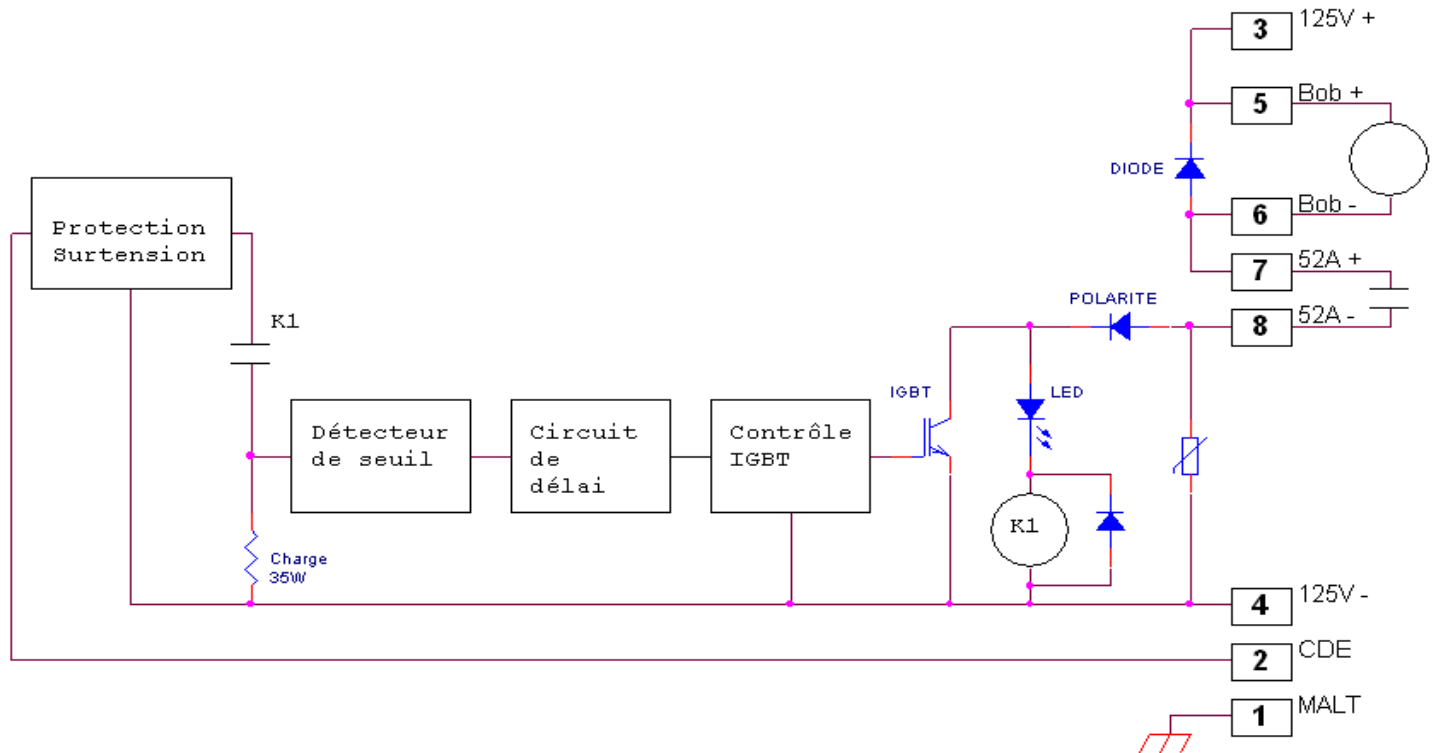 3 125V +
5 Bob +
DIODE
Protection
Surtension
6 Bob -
7 52A +
POLARITE
K1
8 52A -
IGBT
LED
Détecteur
de seuil
Circuit
de
délai
Contrôle
IGBT
K1
Charge
35W
4 125V -
2 CDE
1 MALT